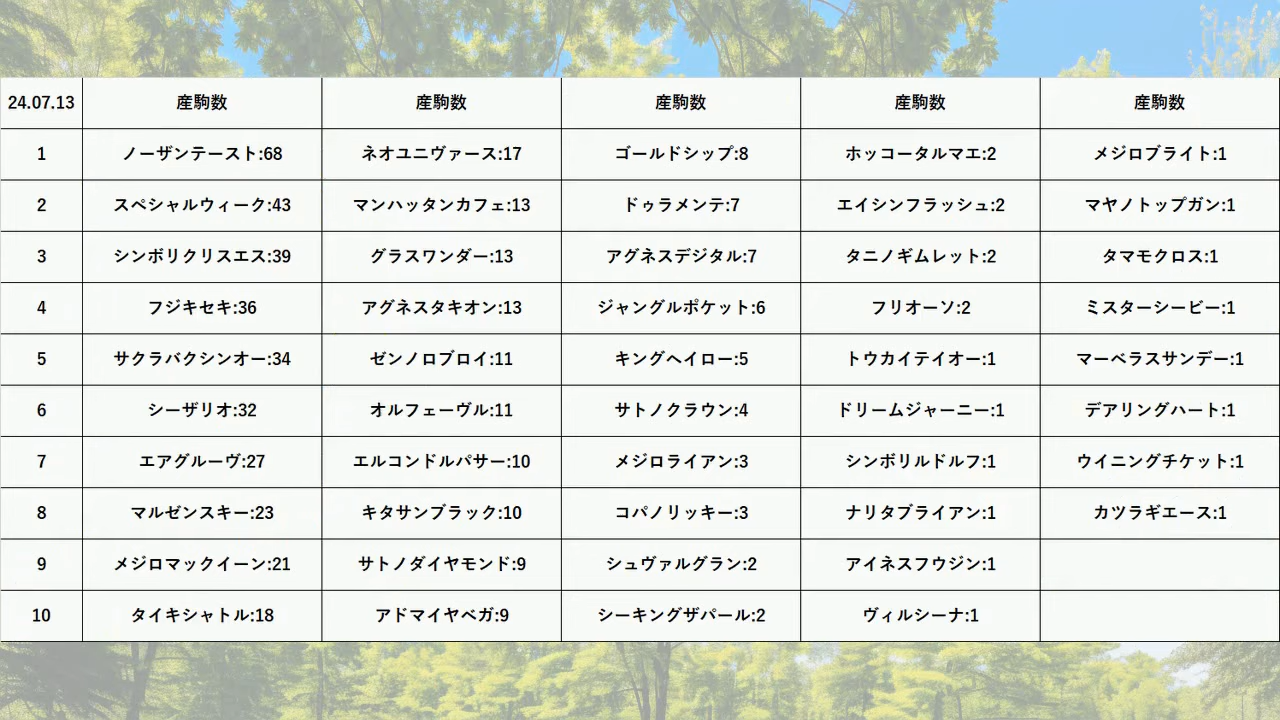 24.07.13 産駒数 産駒数 産駒数 産駒数 産駒数
1 ノーザンテースト:68 ネオユニヴァース:17 ゴールドシップ:8 ホッコータルマエ:2 メジロブライト:1
2 スペシャルウィーク:43 マンハッタンカフェ:13 ドゥラメンテ:7 エイシンフラッシュ:2 マヤノトップガン:1
3 シンボリクリスエス:39 グラスワンダー:13 アグネスデジタル:7 タニノギムレット:2 タマモクロス:1
4 フジキセキ:36 アグネスタキオン:13 ジャングルポケット:6 フリオーソ:2 ミスターシービー:1
5 サクラバクシンオー:34 ゼンノロブロイ:11 キングヘイロー:5 トウカイテイオー:1 マーベラスサンデー:1
6 シーザリオ:32 オルフェーヴル:11 サトノクラウン:4 ドリームジャーニー:1 デアリングハート:1
7 エアグルーヴ:27 エルコンドルパサー:10 メジロライアン:3 シンボリルドルフ:1 ウイニングチケット:1
8 マルゼンスキー:23 キタサンブラック:10 コパノリッキー:3 ナリタブライアン:1 カツラギエース:1
9 メジロマックイーン:21 サトノダイヤモンド:9 シュヴァルグラン:2 アイネスフウジン:1
10 タイキシャトル:18 アドマイヤベガ:9 シーキングザパール:2 ヴィルシーナ:1